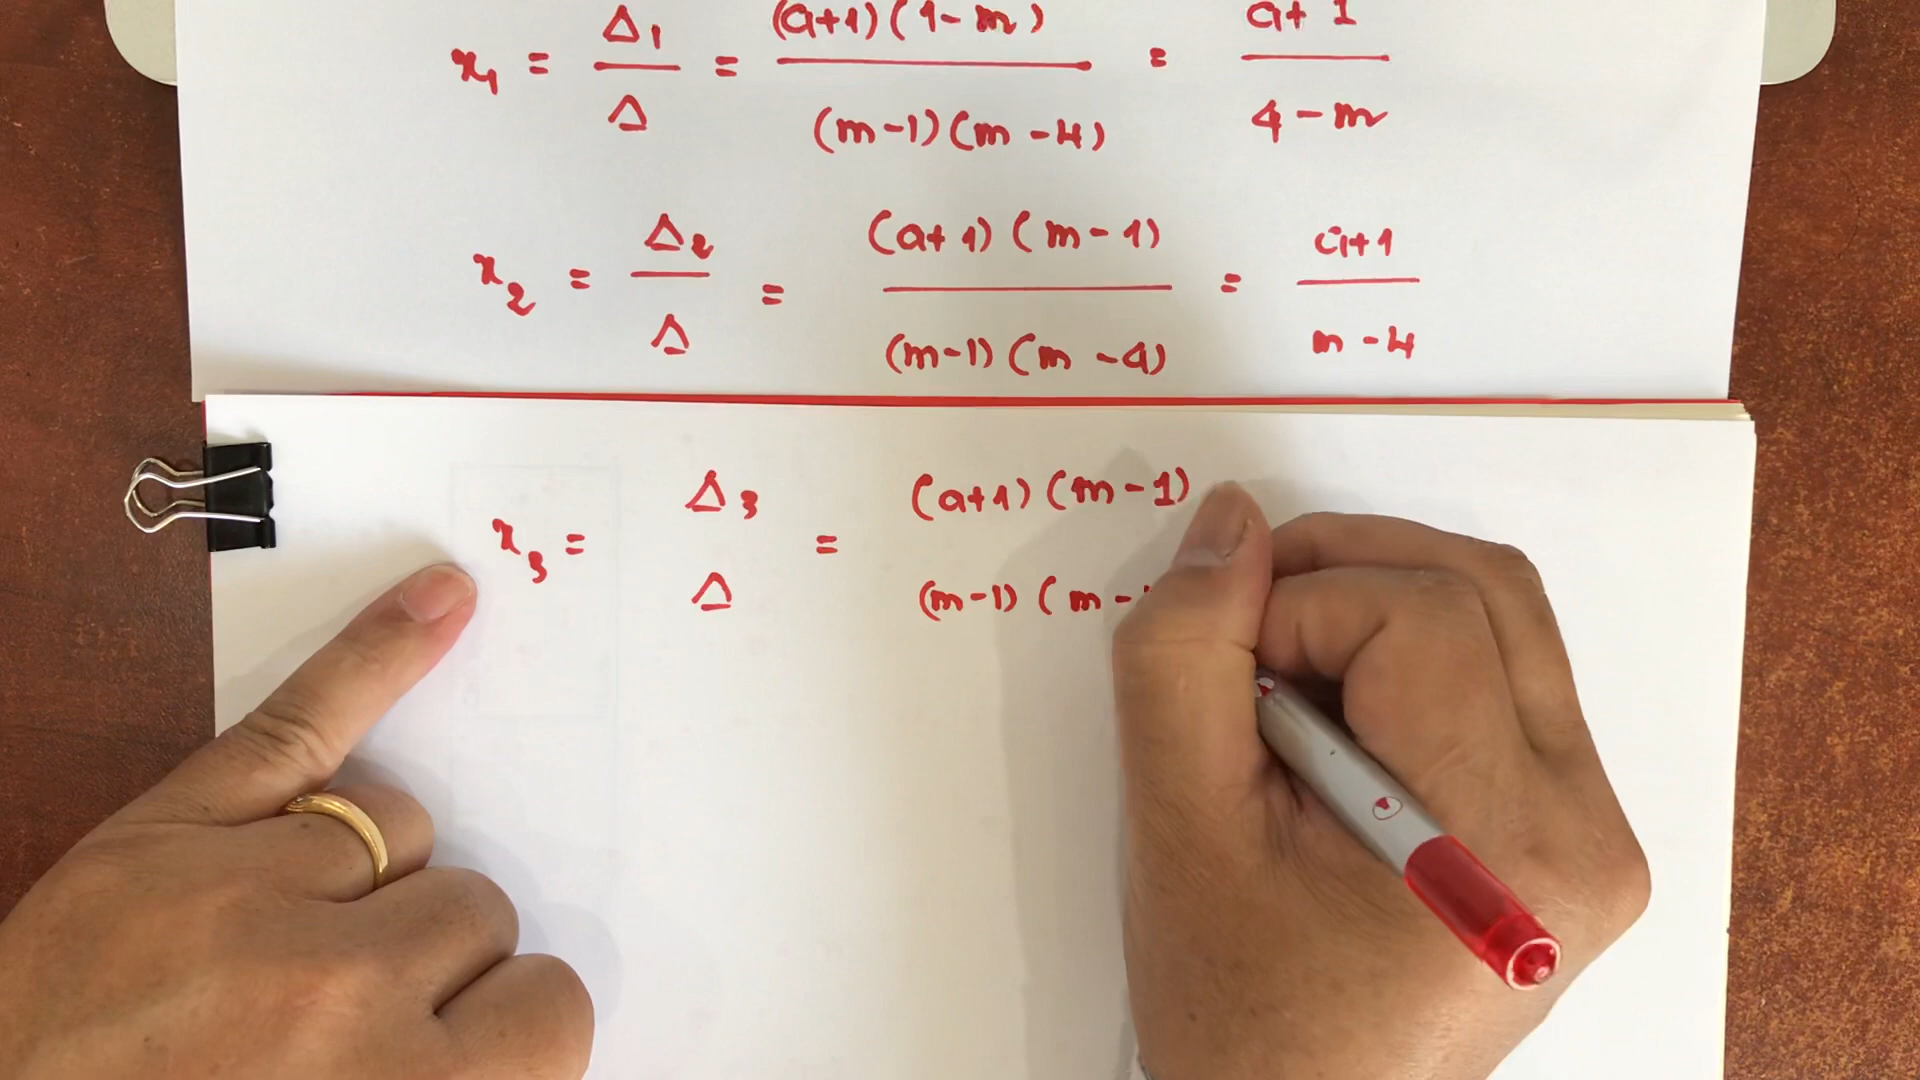 x₁ = Δ₁/Δ = (a+1)(1-m)/(m-1)(m-4) = a+1/4-m
x₂ = Δ₂/Δ = (a+1)(m-1)/(m-1)(m-4) = a+1/m-4
x₃ = Δ₃/Δ = (a+1)(m-1)/(m-1)(m-